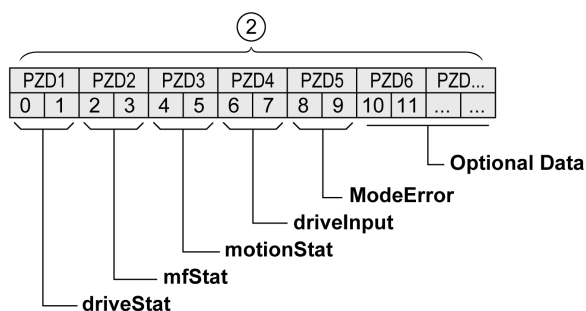 2
PZD1 PZD2 PZD3 PZD4 PZD5 PZD6 PZD...
0 1 2 3 4 5 6 7 8 9 10 11 ... ...
Optional Data
ModeError
driveInput
motionStat
mfStat
driveStat